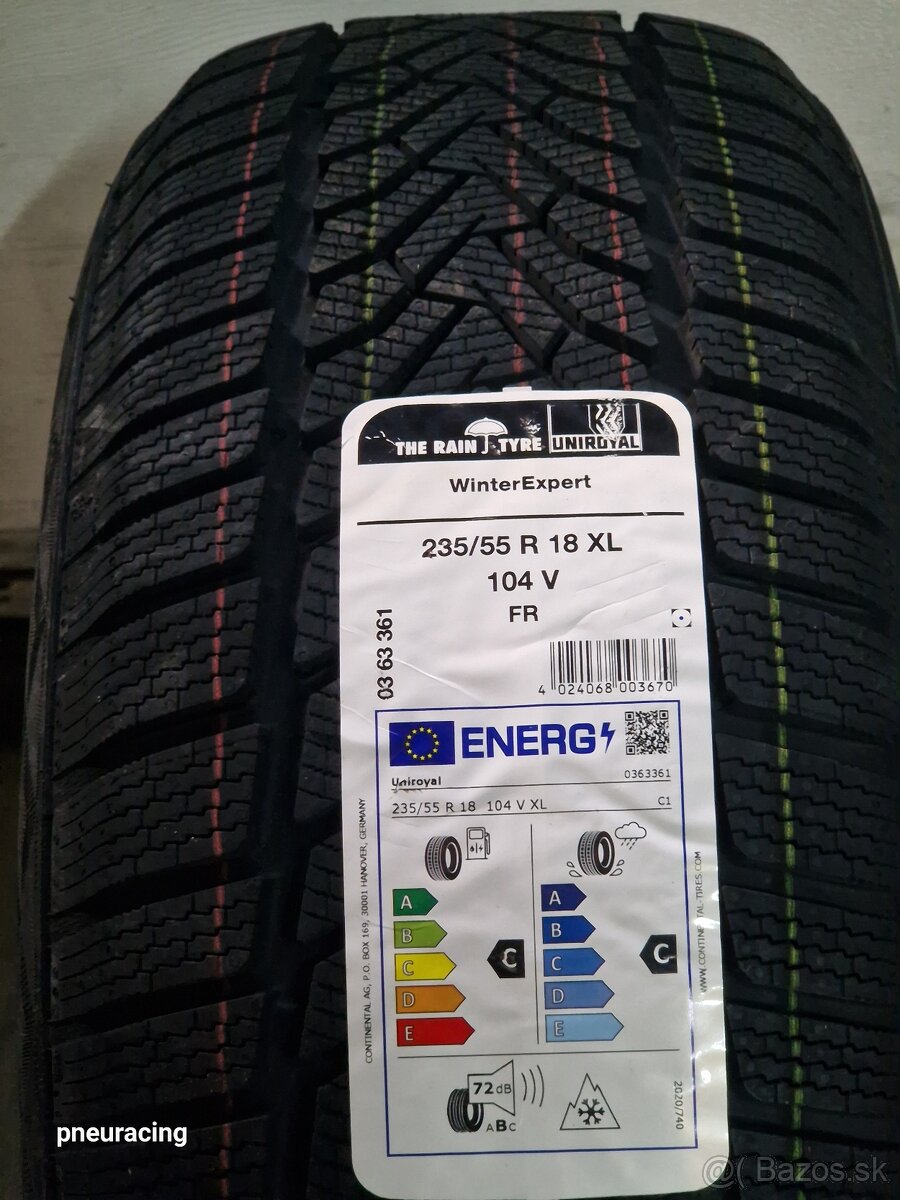 THE RAIN TYRE UNIROYAL
WinterExpert
235/55 R 18 XL
104 V
FR
03 63 361
4 024068 003670
ENERG
Uniroyal 0363361
235/55 R 18 104 V XL C1
A A
B B
C C C C
D D
E E
72 dB
ABC
CONTINENTAL AG, P.O. BOX 169, 30001 HANOVER, GERMANY
WWW.CONTINENTAL-TIRES.COM
2020/740
pneuracing
@( Bazos.sk